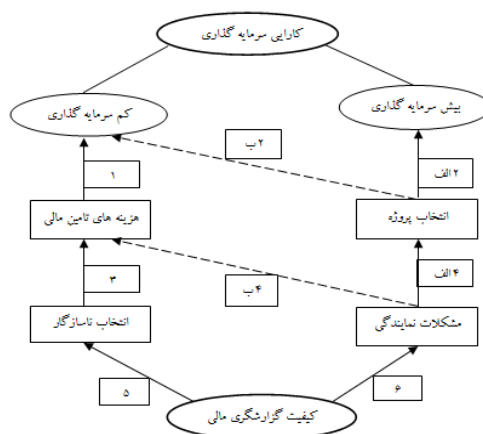 کارایی سرمایه گذاری
بیش سرمایه گذاری
کم سرمایه گذاری
۲ ب
۲ الف
۱
انتخاب پروژه
هزینه های تامین مالی
۴ الف
۴ ب
۳
مشکلات نمایندگی
انتخاب ناسازگار
۶
۵
کیفیت گزارشگری مالی